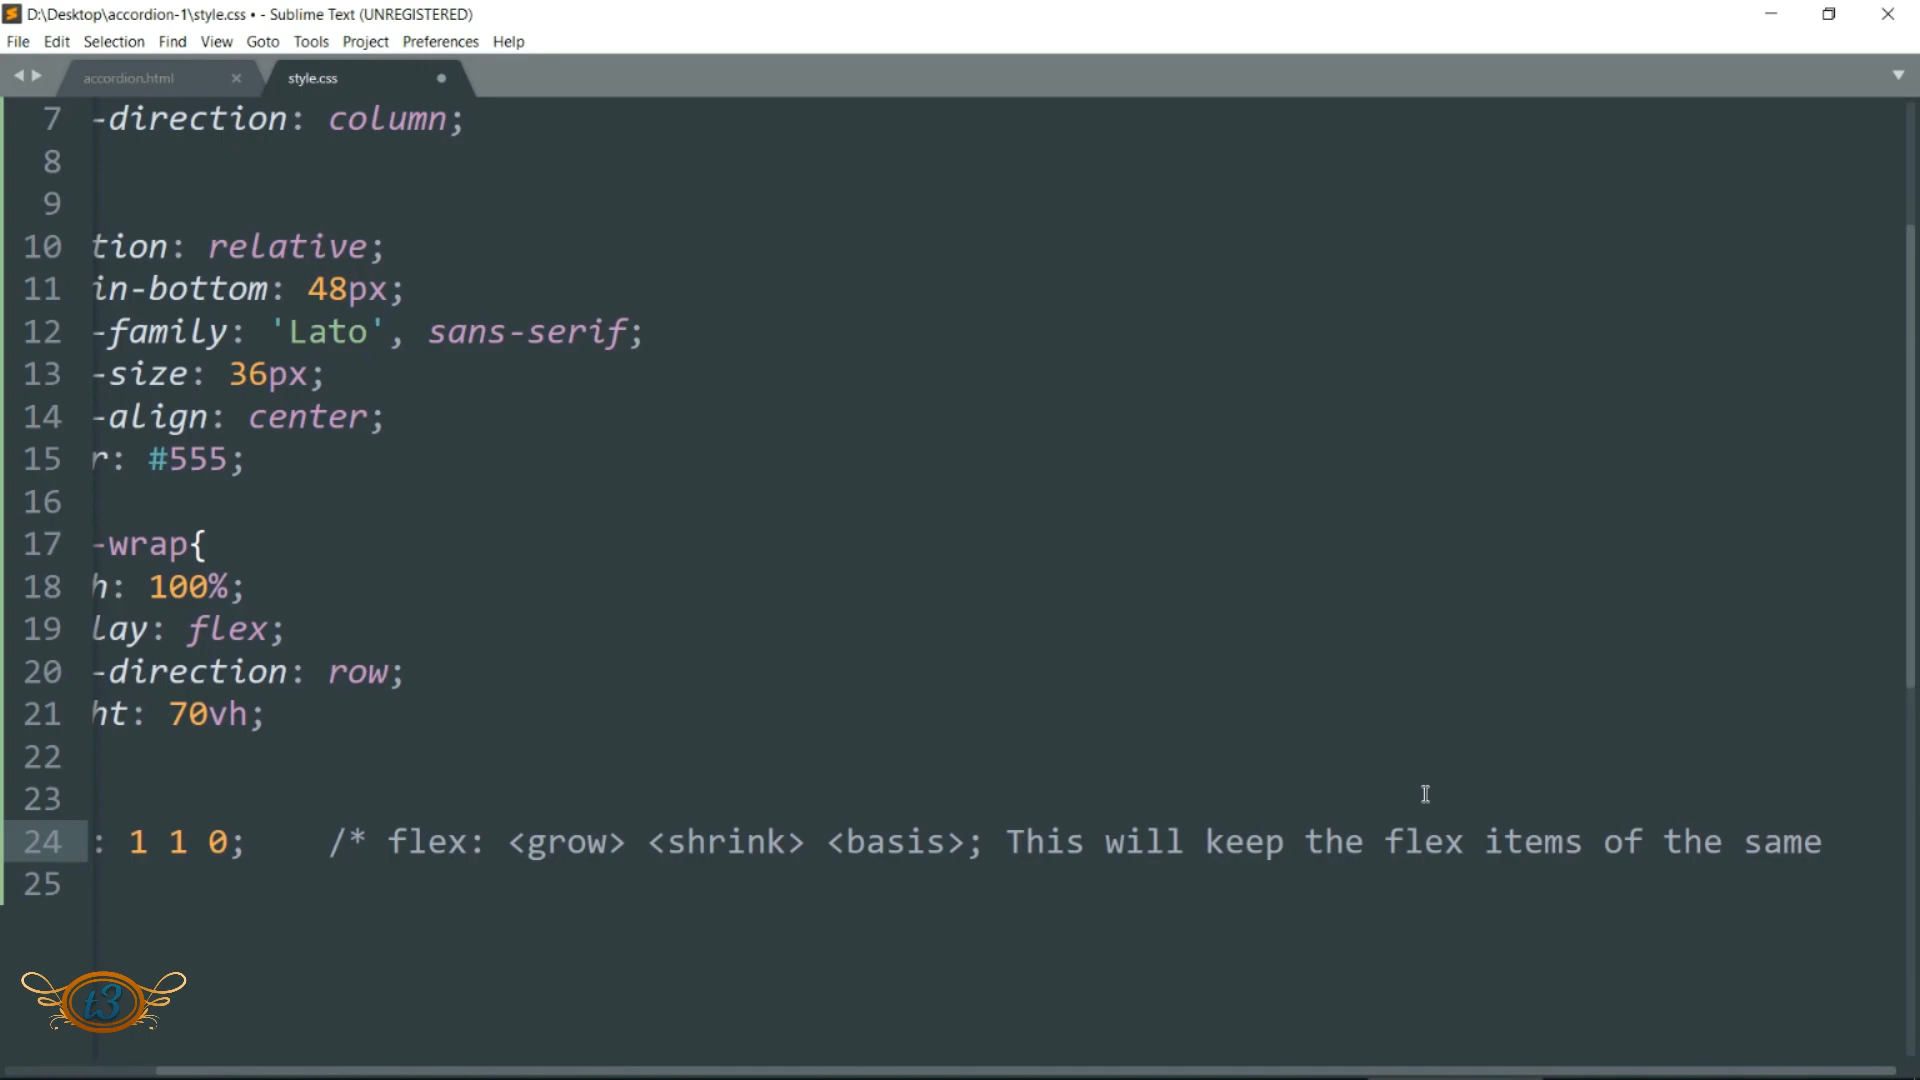 D:\Desktop\accordion-1\style.css • - Sublime Text (UNREGISTERED)
File Edit Selection Find View Goto Tools Project Preferences Help
accordion.html style.css
7 -direction: column;
8
9
10 tion: relative;
11 in-bottom: 48px;
12 -family: 'Lato', sans-serif;
13 -size: 36px;
14 -align: center;
15 r: #555;
16
17 -wrap{
18 h: 100%;
19 lay: flex;
20 -direction: row;
21 ht: 70vh;
22
23
24 : 1 1 0; /* flex: <grow> <shrink> <basis>; This will keep the flex items of the same
25
t3